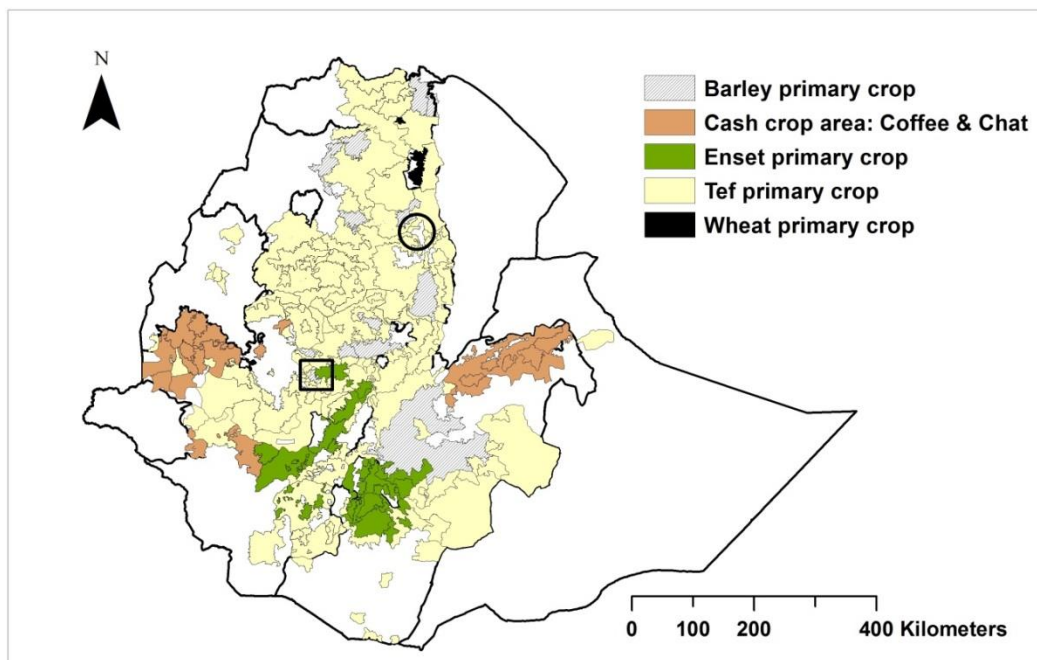 N
Barley primary crop
Cash crop area: Coffee & Chat
Enset primary crop
Tef primary crop
Wheat primary crop
0 100 200 400 Kilometers